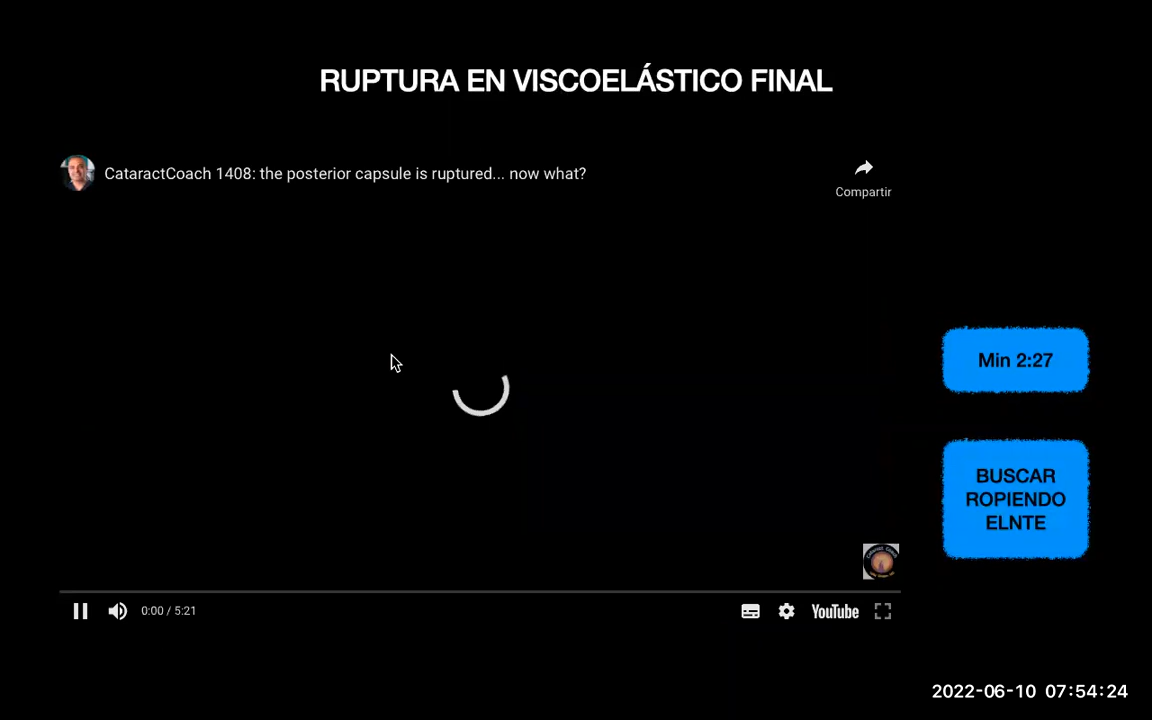 RUPTURA EN VISCOELÁSTICO FINAL
CataractCoach 1408: the posterior capsule is ruptured... now what?
Compartir
Min 2:27
BUSCAR
ROPIENDO
ELNTE
0:00 / 5:21
YouTube
2022-06-10 07:54:24